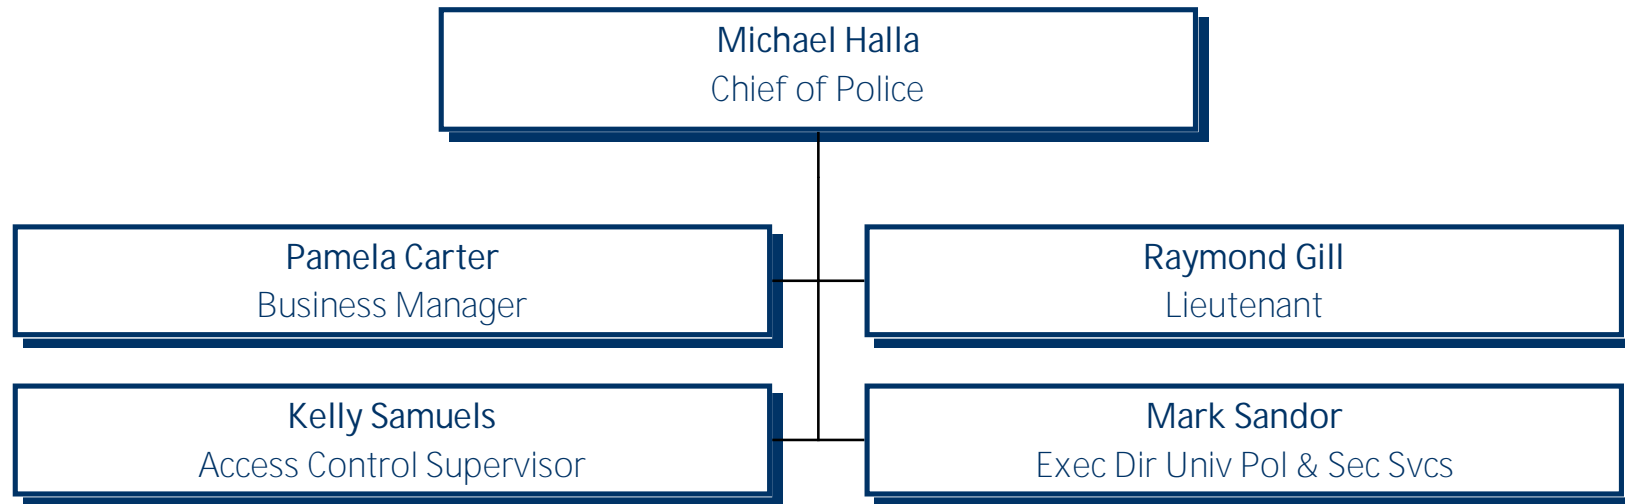 Michael Halla
Chief of Police
Pamela Carter
Business Manager
Raymond Gill
Lieutenant
Kelly Samuels
Access Control Supervisor
Mark Sandor
Exec Dir Univ Pol & Sec Svcs